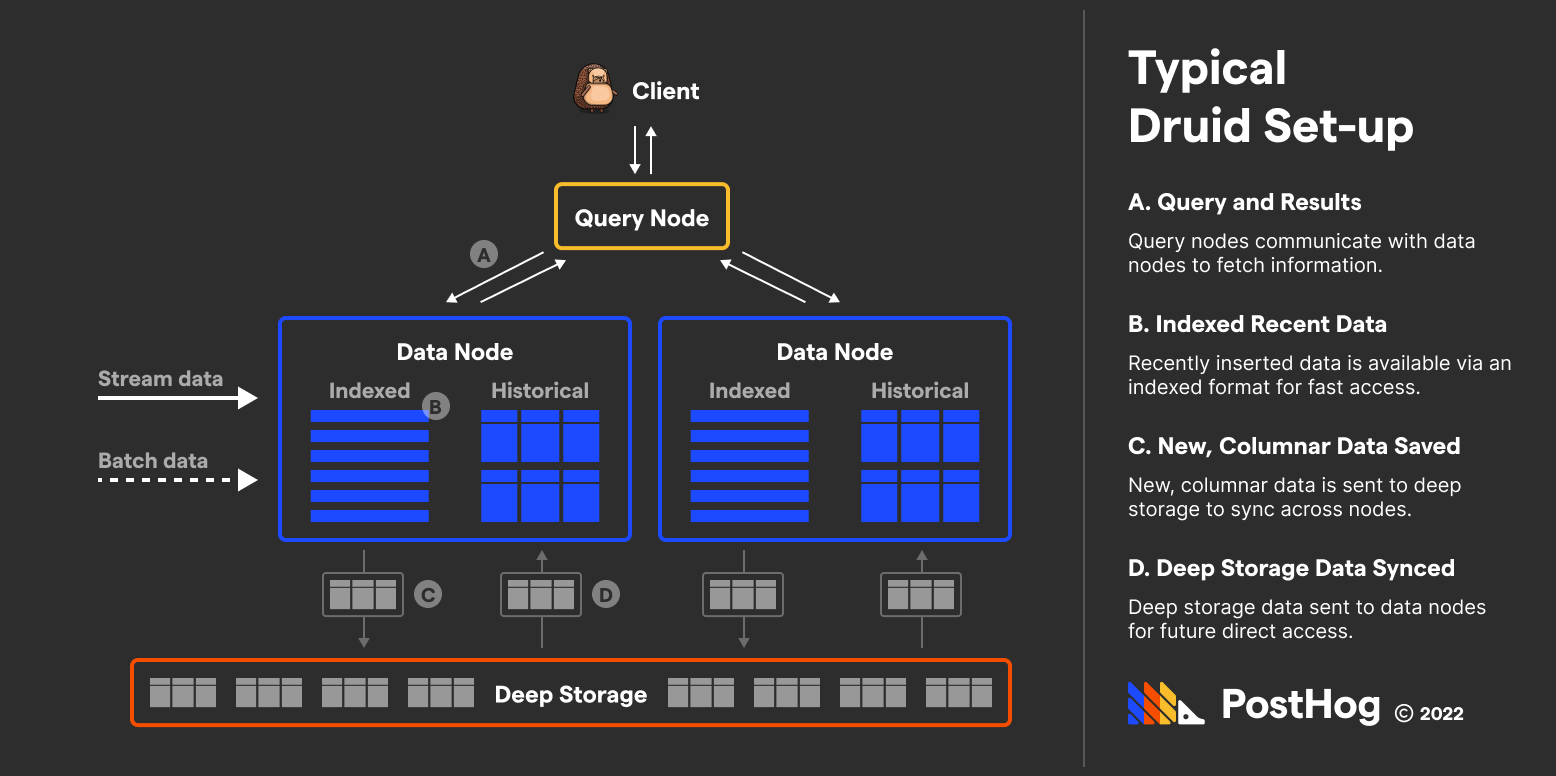 Client
Query Node
A
Data Node
Indexed
Historical
B
Data Node
Indexed
Historical
Stream data
Batch data
C
D
Deep Storage
Typical
Druid Set-up
A. Query and Results
Query nodes communicate with data
nodes to fetch information.
B. Indexed Recent Data
Recently inserted data is available via an
indexed format for fast access.
C. New, Columnar Data Saved
New, columnar data is sent to deep
storage to sync across nodes.
D. Deep Storage Data Synced
Deep storage data sent to data nodes
for future direct access.
PostHog © 2022